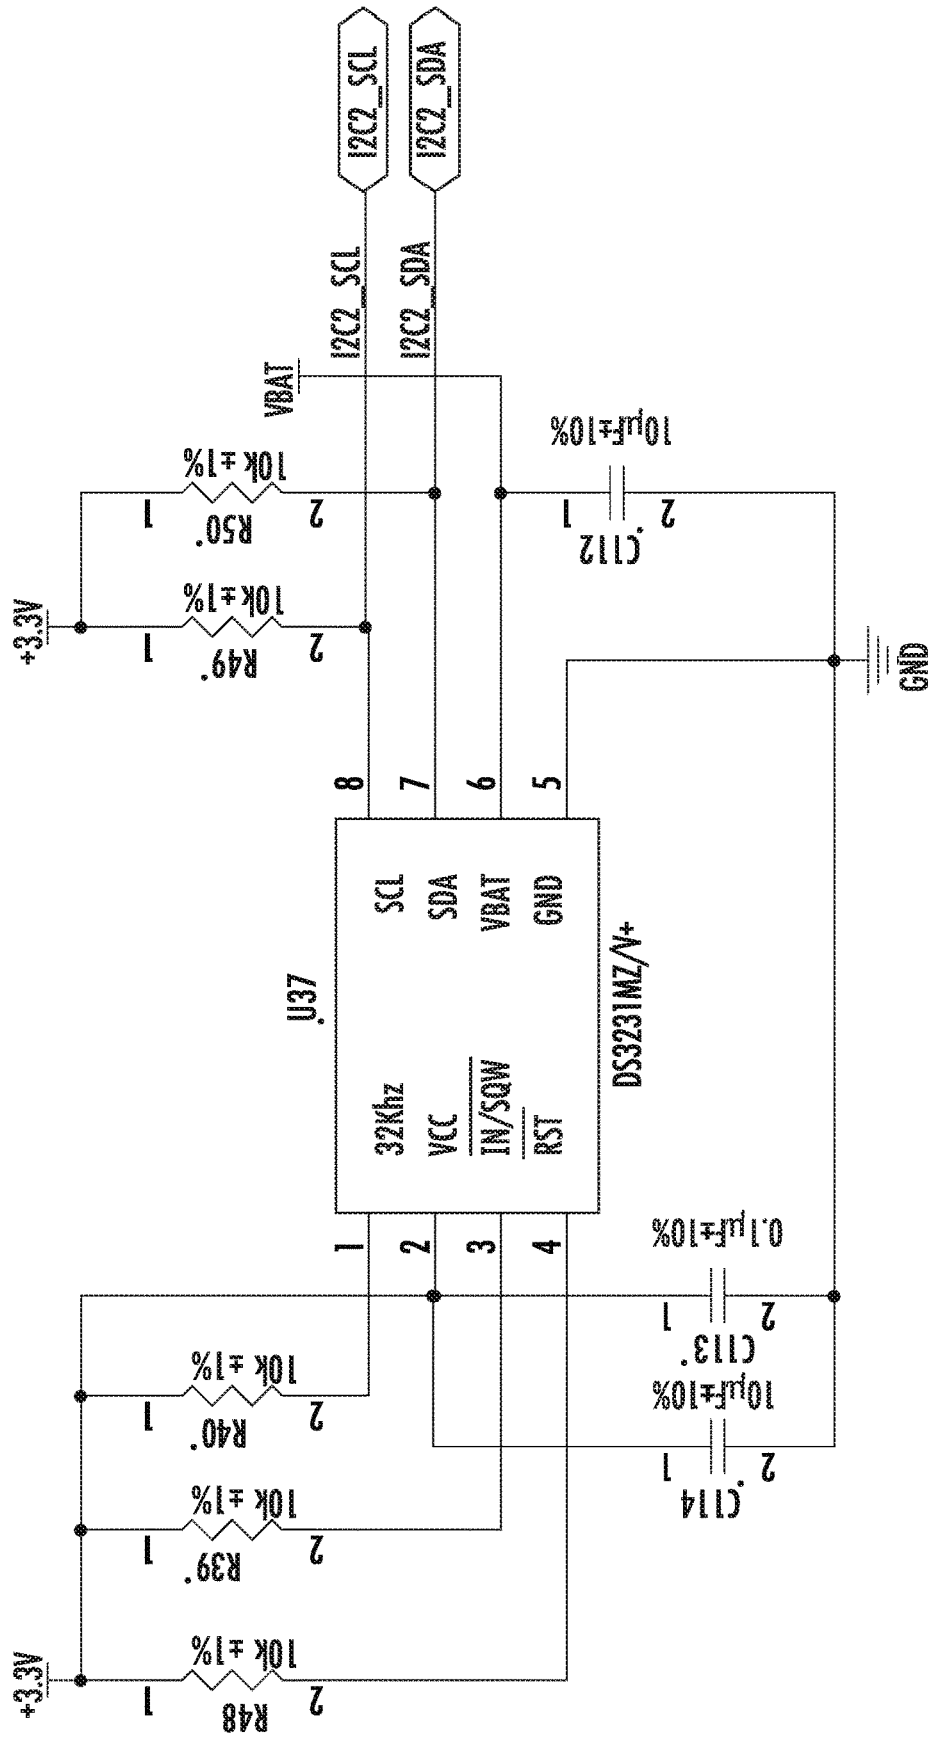 +3.3V
R48
10k ±1%
1
2
R39
10k ±1%
1
2
R40
10k ±1%
1
2
C114
10µF±10%
1
2
C113
0.1µF±10%
1
2
U37
1
2
3
4
32Khz
VCC
IN/SQW
RST
SCL
SDA
VBAT
GND
8
7
6
5
DS3231MZ/V+
+3.3V
R49
10k±1%
1
2
R50
10k±1%
1
2
VBAT
C112
10µF±10%
1
2
GND
I2C2_SCL
I2C2_SDA
I2C2_SCL
I2C2_SDA